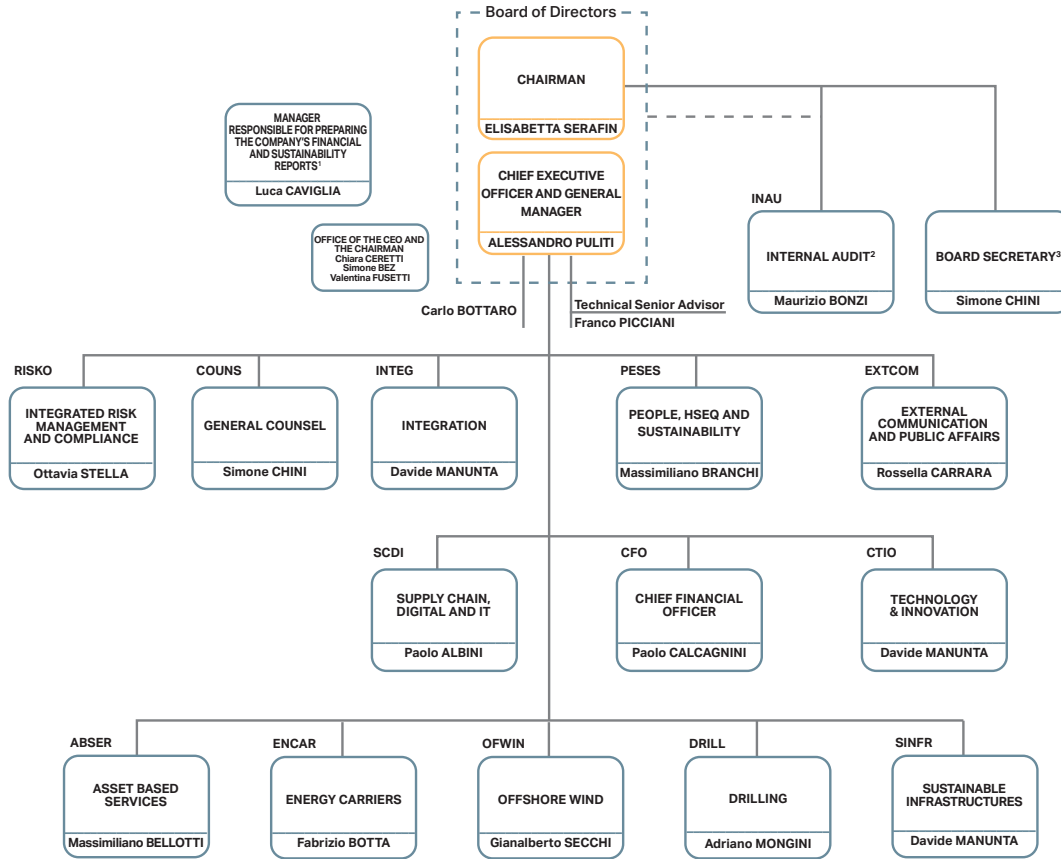 Board of Directors
CHAIRMAN
ELISABETTA SERAFIN
MANAGER
RESPONSIBLE FOR PREPARING
THE COMPANY'S FINANCIAL
AND SUSTAINABILITY
REPORTS¹
Luca CAVIGLIA
CHIEF EXECUTIVE
OFFICER AND GENERAL
MANAGER
ALESSANDRO PULITI
OFFICE OF THE CEO AND
THE CHAIRMAN
Chiara CERETTI
Simone BEZ
Valentina FUSETTI
INAU
INTERNAL AUDIT²
Maurizio BONZI
BOARD SECRETARY³
Simone CHINI
Carlo BOTTARO
Technical Senior Advisor
Franco PICCIANI
RISKO
INTEGRATED RISK
MANAGEMENT
AND COMPLIANCE
Ottavia STELLA
COUNS
GENERAL COUNSEL
Simone CHINI
INTEG
INTEGRATION
Davide MANUNTA
PESES
PEOPLE, HSEQ AND
SUSTAINABILITY
Massimiliano BRANCHI
EXTCOM
EXTERNAL
COMMUNICATION
AND PUBLIC AFFAIRS
Rossella CARRARA
SCDI
SUPPLY CHAIN,
DIGITAL AND IT
Paolo ALBINI
CFO
CHIEF FINANCIAL
OFFICER
Paolo CALCAGNINI
CTIO
TECHNOLOGY
& INNOVATION
Davide MANUNTA
ABSER
ASSET BASED
SERVICES
Massimiliano BELLOTTI
ENCAR
ENERGY CARRIERS
Fabrizio BOTTA
OFWIN
OFFSHORE WIND
Gianalberto SECCHI
DRILL
DRILLING
Adriano MONGINI
SINFR
SUSTAINABLE
INFRASTRUCTURES
Davide MANUNTA